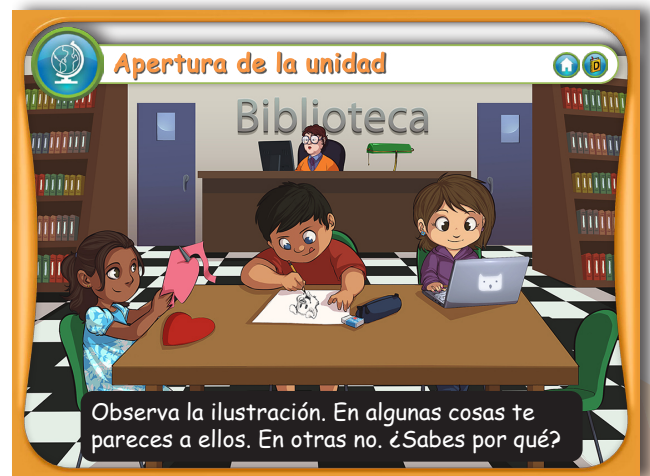 Apertura de la unidad
Biblioteca
Observa la ilustración. En algunas cosas te
pareces a ellos. En otras no. ¿Sabes por qué?